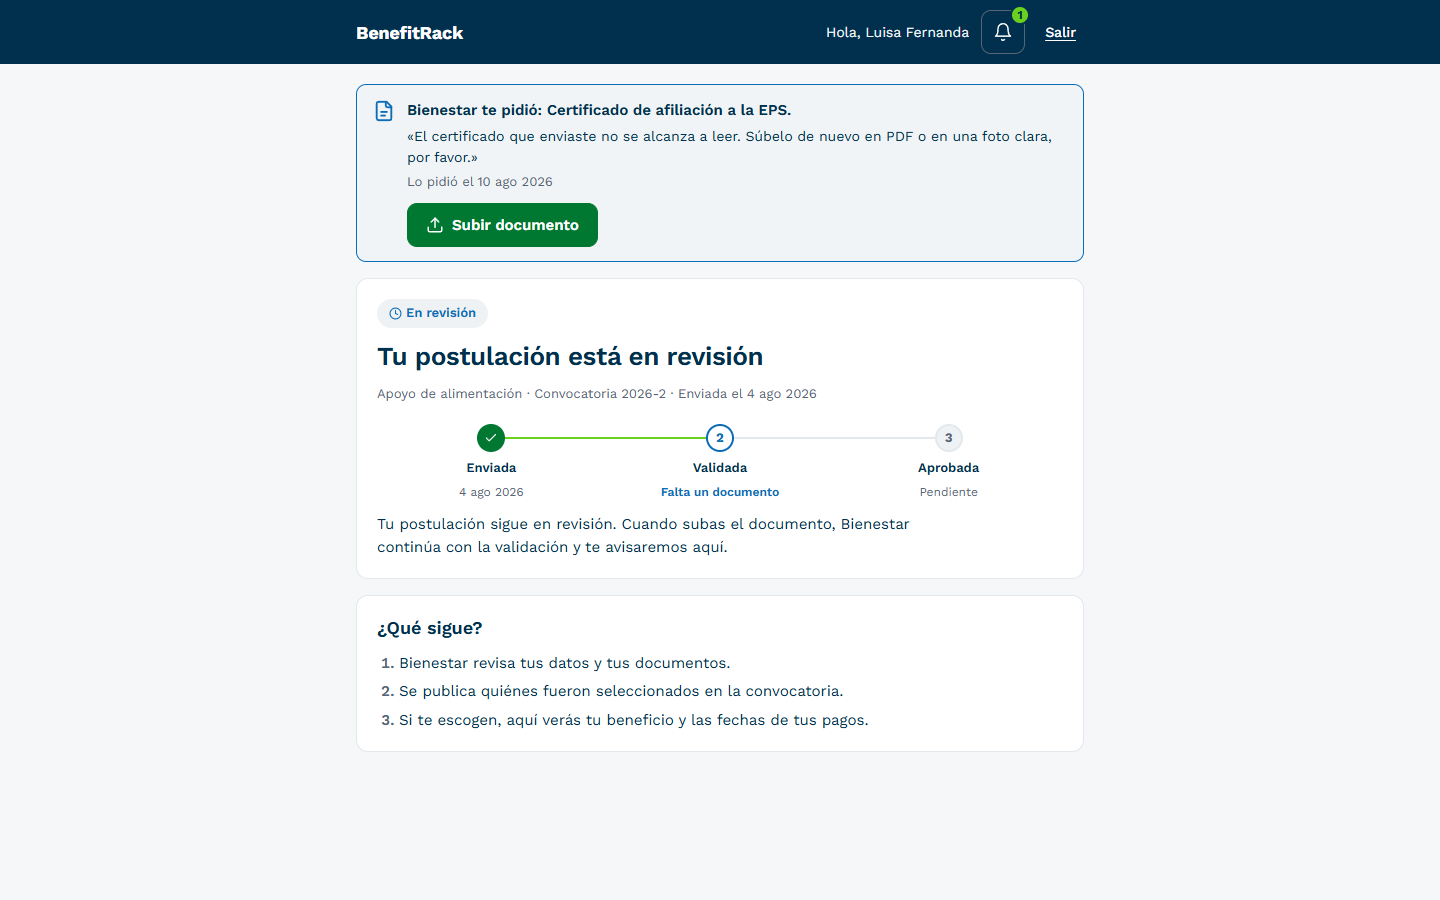 BenefitRack
Hola, Luisa Fernanda
1
Salir
Bienestar te pidió: Certificado de afiliación a la EPS.
«El certificado que enviaste no se alcanza a leer. Súbelo de nuevo en PDF o en una foto clara,
por favor.»
Lo pidió el 10 ago 2026
Subir documento
En revisión
Tu postulación está en revisión
Apoyo de alimentación · Convocatoria 2026-2 · Enviada el 4 ago 2026
2
3
Enviada
Validada
Aprobada
4 ago 2026
Falta un documento
Pendiente
Tu postulación sigue en revisión. Cuando subas el documento, Bienestar
continúa con la validación y te avisaremos aquí.
¿Qué sigue?
1. Bienestar revisa tus datos y tus documentos.
2. Se publica quiénes fueron seleccionados en la convocatoria.
3. Si te escogen, aquí verás tu beneficio y las fechas de tus pagos.